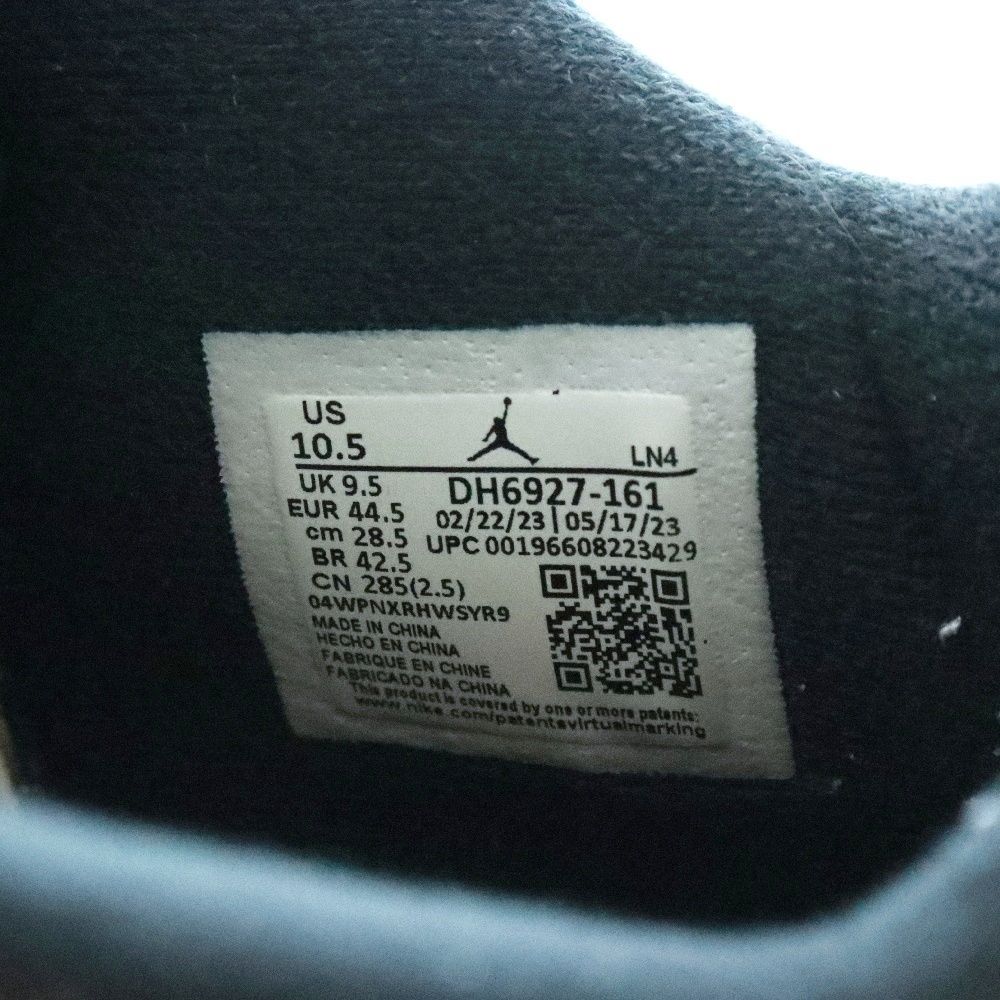 US
10.5
LN4
UK 9.5
DH6927-161
EUR 44.5
02/22/23 | 05/17/23
cm 28.5
UPC 00196608223429
BR 42.5
CN 285(2.5)
04WPNXRHWSYR9
MADE IN CHINA
HECHO EN CHINA
FABRIQUE EN CHINE
FABRICADO NA CHINA
This product is covered by one or more patents:
www.nike.com/patentsvirtualmarking